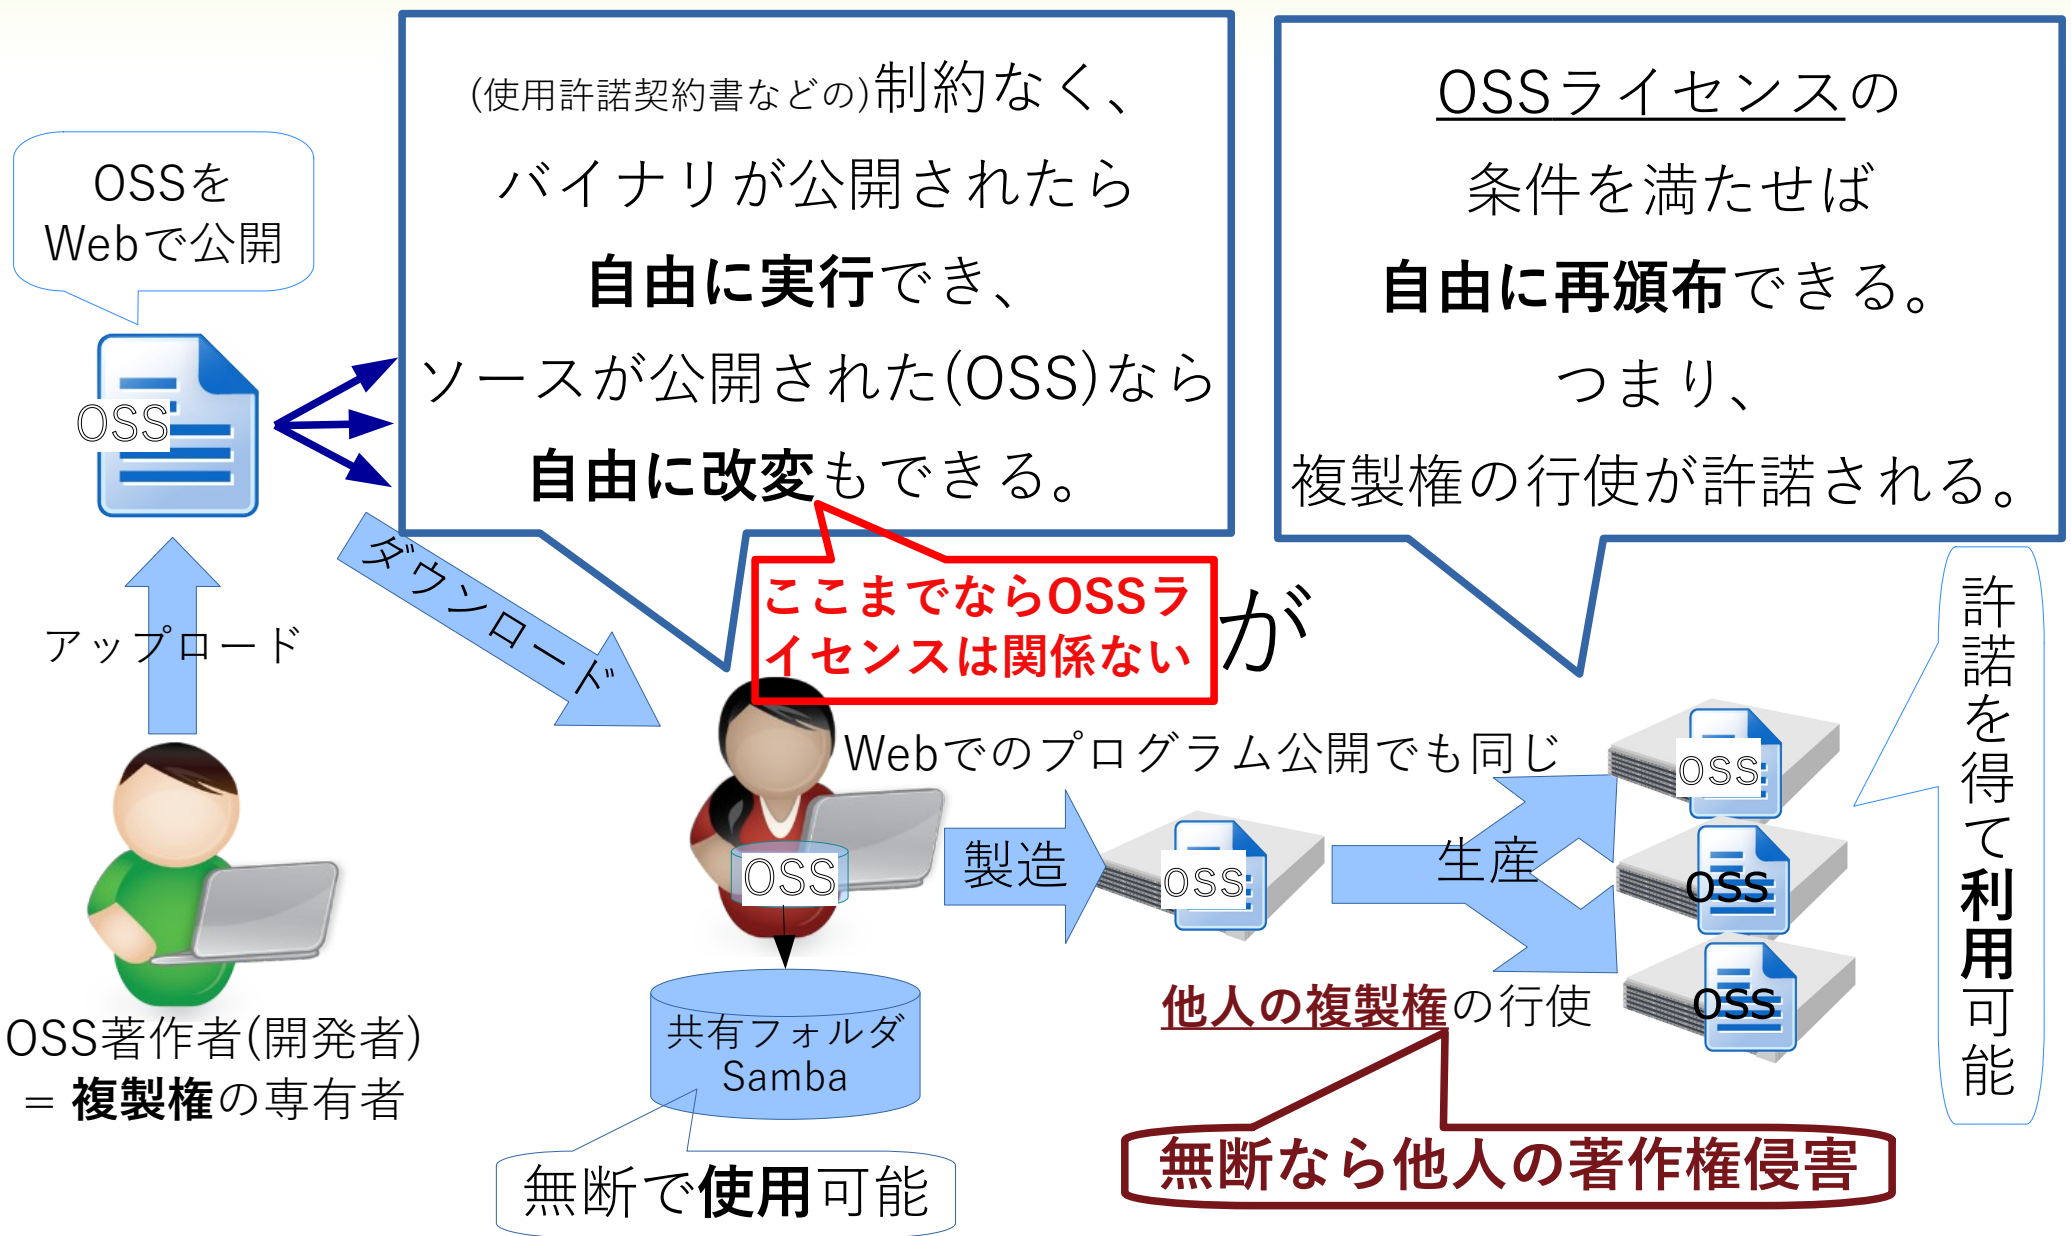 (使用許諾契約書などの)制約なく、
バイナリが公開されたら
自由に実行でき、
ソースが公開された(OSS)なら
自由に改変もできる。
OSSライセンスの
条件を満たせば
自由に再頒布できる。
つまり、
複製権の行使が許諾される。
OSSを
Webで公開
OSS
ダウンロード
アップロード
ここまでならOSSラ
イセンスは関係ない
が
Webでのプログラム公開でも同じ
OSS
製造
OSS
生産
OSS
OSS
OSS
許諾を得て利用可能
他人の複製権の行使
無断なら他人の著作権侵害
OSS著作者(開発者)
= 複製権の専有者
共有フォルダ
Samba
無断で使用可能